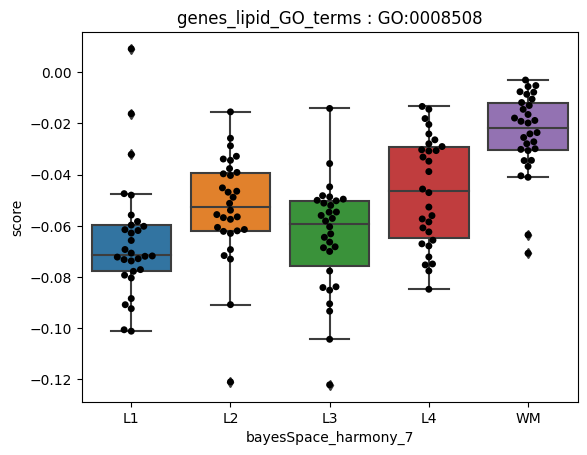 genes_lipid_GO_terms : GO:0008508
0.00
−0.02
−0.04
−0.06
−0.08
−0.10
−0.12
score
L1 L2 L3 L4 WM
bayesSpace_harmony_7